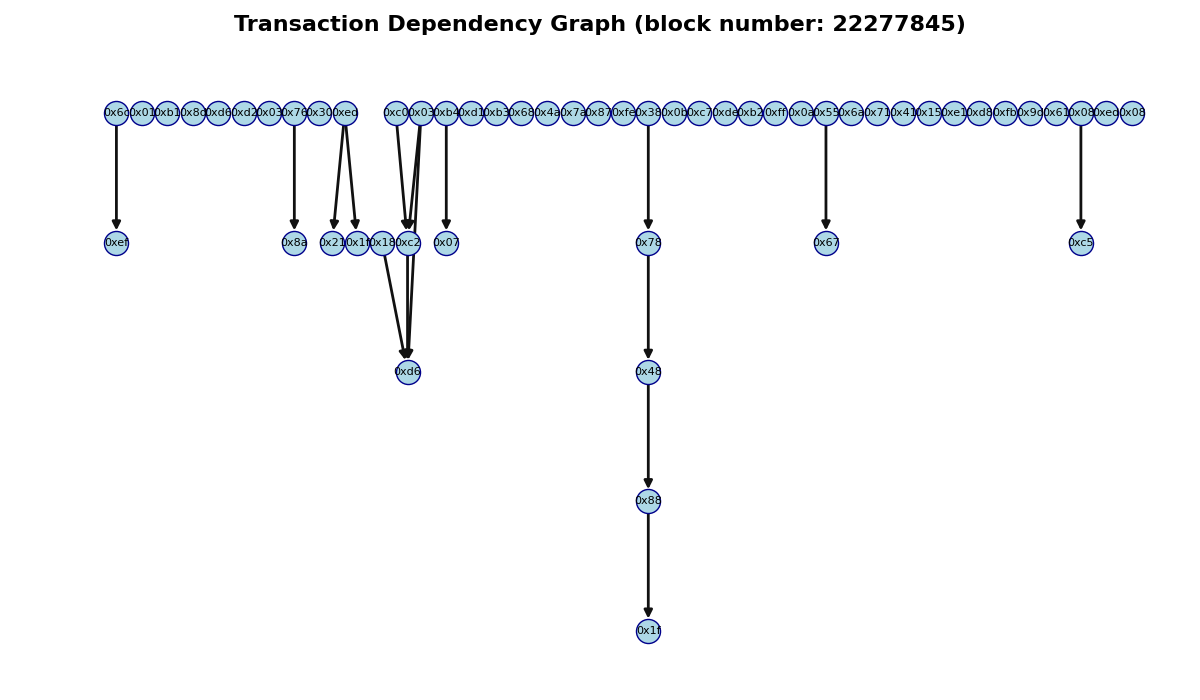 Transaction Dependency Graph (block number: 22277845)
0x6c 0x01 0xb1 0x8d 0xd6 0xd2 0x03 0x76 0x30 0xe0 0xc0 0x03 0xb4 0xd1 0xb3 0x68 0x4a 0x7a 0x87 0xfe 0x38 0x0b 0xc7 0xde 0xb2 0xff 0x0a 0x55 0x6a 0x71 0x41 0x15 0xe1 0xd8 0xfb 0x9d 0x61 0x08 0xed 0x08
0xef 0x8a 0x21 0x1f 0x18 0xc2 0x07 0x78 0x67 0xc5
0xd6 0x48
0x88
0x1f